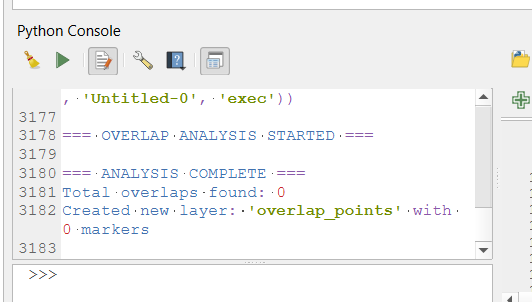 Python Console
, 'Untitled-0', 'exec'))
3177
3178 === OVERLAP ANALYSIS STARTED ===
3179
3180 === ANALYSIS COMPLETE ===
3181 Total overlaps found: 0
3182 Created new layer: 'overlap_points' with
0 markers
3183
>>>